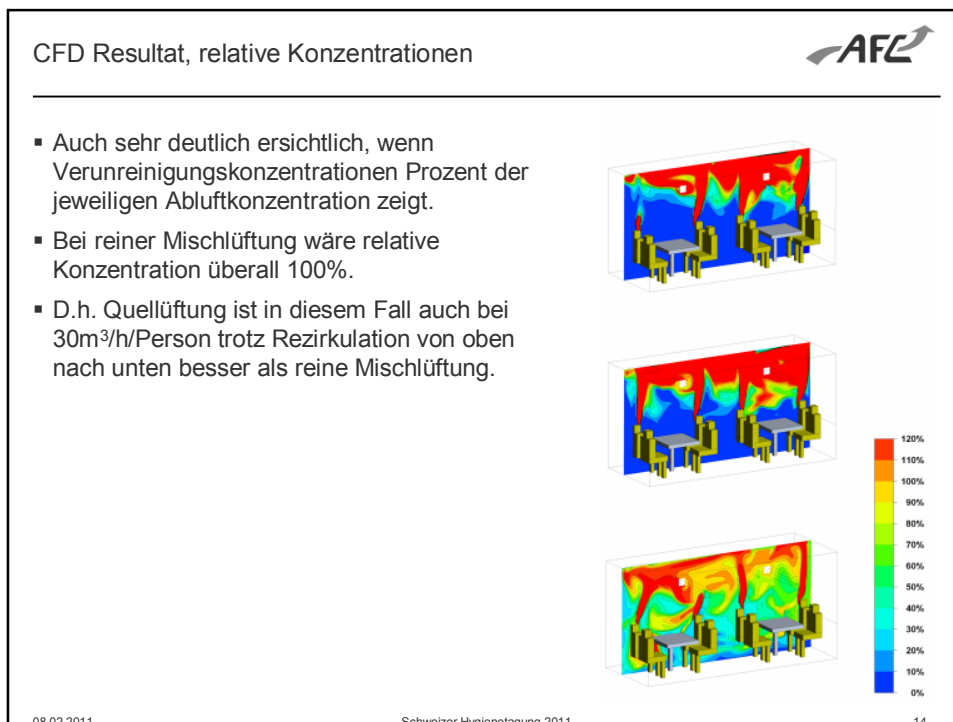 CFD Resultat, relative Konzentrationen
AFC
▪ Auch sehr deutlich ersichtlich, wenn
Verunreinigungskonzentrationen Prozent der
jeweiligen Abluftkonzentration zeigt.
▪ Bei reiner Mischlüftung wäre relative
Konzentration überall 100%.
▪ D.h. Quellüftung ist in diesem Fall auch bei
30m³/h/Person trotz Rezirkulation von oben
nach unten besser als reine Mischlüftung.
120%
110%
100%
90%
80%
70%
60%
50%
40%
30%
20%
10%
0%
08.02.2011 Schweizer Hygienetagung 2011 14